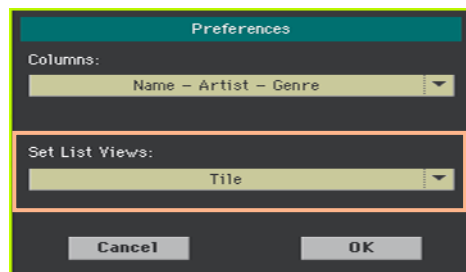 Preferences
Columns:
Name – Artist – Genre
Set List Views:
Tile
Cancel OK